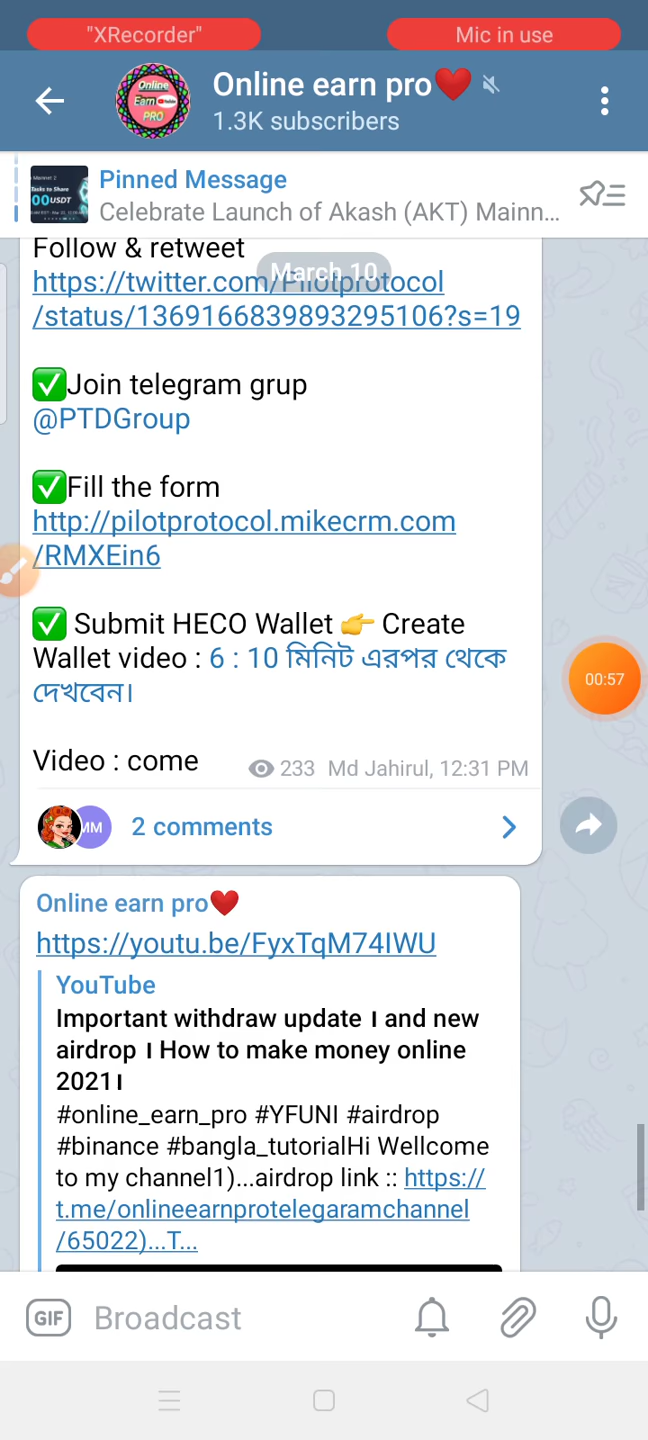 "XRecorder"
Mic in use
Online
Earn
PRO
Online earn pro❤️
1.3K subscribers
Pinned Message
Celebrate Launch of Akash (AKT) Mainn...
Follow & retweet
March 10
https://twitter.com/Pilotprotocol
/status/1369166839893295106?s=19
✅Join telegram grup
@PTDGroup
✅Fill the form
http://pilotprotocol.mikecrm.com
/RMXEin6
✅ Submit HECO Wallet 👉 Create
Wallet video : 6 : 10 মিনিট এরপর থেকে
দেখবেন।
00:57
Video : come
233 Md Jahirul, 12:31 PM
MM
2 comments
Online earn pro❤️
https://youtu.be/FyxTqM74IWU
YouTube
Important withdraw update । and new
airdrop । How to make money online
2021।
#online_earn_pro #YFUNI #airdrop
#binance #bangla_tutorialHi Wellcome
to my channel1)...airdrop link :: https://
t.me/onlineearnprotelegaramchannel
/65022)...T...
GIF
Broadcast